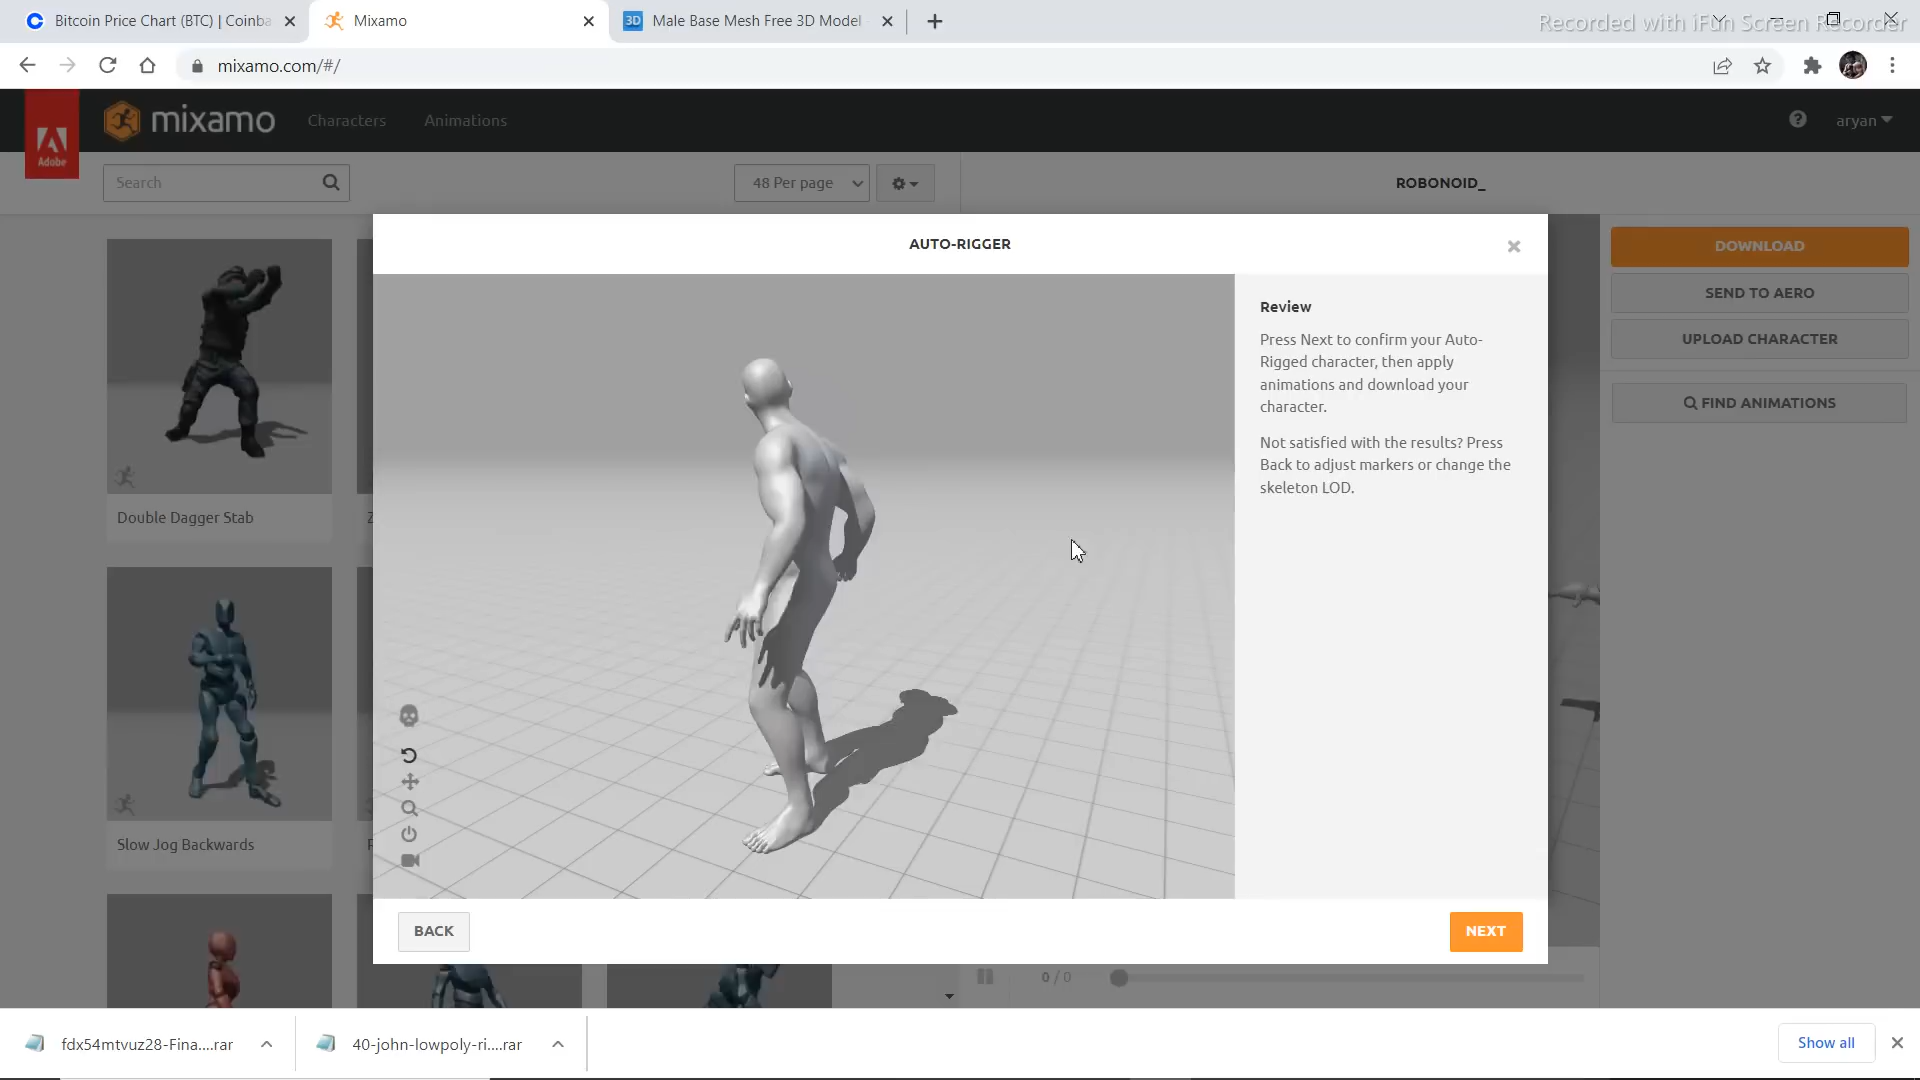 Bitcoin Price Chart (BTC) | Coinba
Mixamo
3D Male Base Mesh Free 3D Model
Recorded with iFun Screen Recorder
mixamo.com/#/
Adobe
mixamo
Characters
Animations
aryan
Search
48 Per page
ROBONOID_
AUTO-RIGGER
DOWNLOAD
SEND TO AERO
UPLOAD CHARACTER
FIND ANIMATIONS
Review
Press Next to confirm your Auto-
Rigged character, then apply
animations and download your
character.
Not satisfied with the results? Press
Back to adjust markers or change the
skeleton LOD.
Double Dagger Stab
Slow Jog Backwards
BACK
NEXT
0 / 0
fdx54mtvuz28-Fina....rar
40-john-lowpoly-ri....rar
Show all